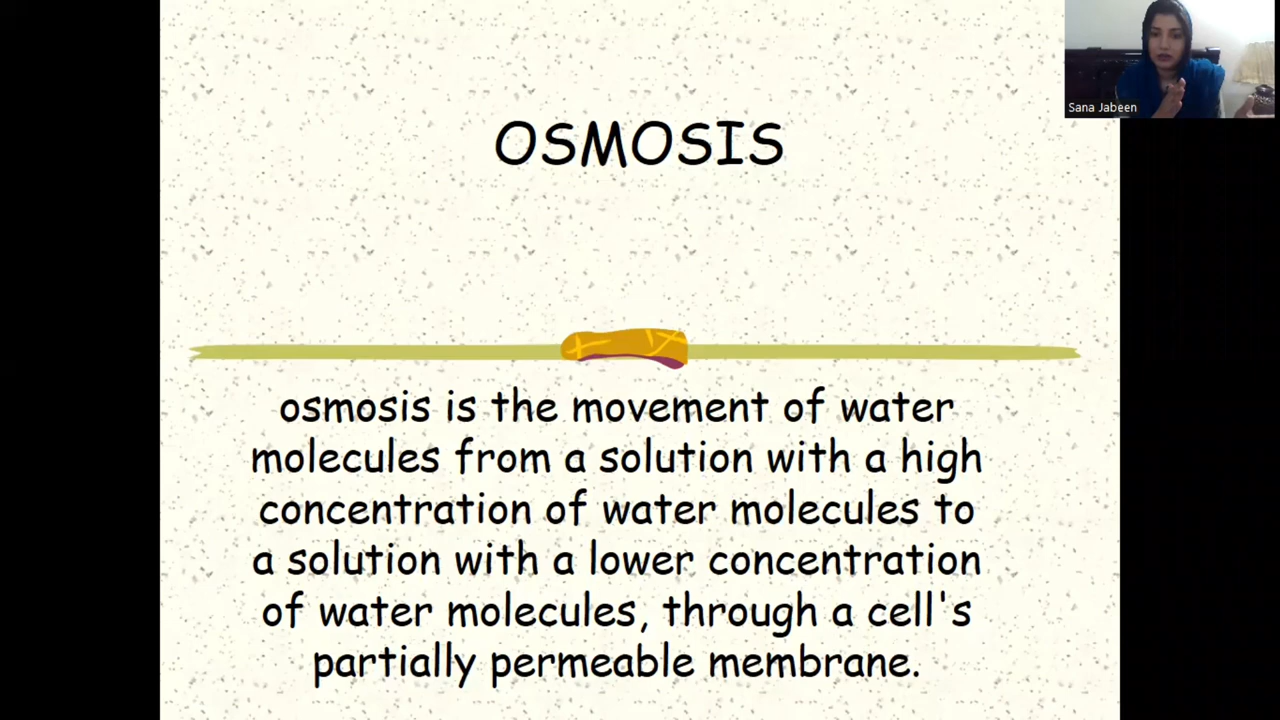 Sana Jabeen
OSMOSIS
osmosis is the movement of water
molecules from a solution with a high
concentration of water molecules to
a solution with a lower concentration
of water molecules, through a cell's
partially permeable membrane.